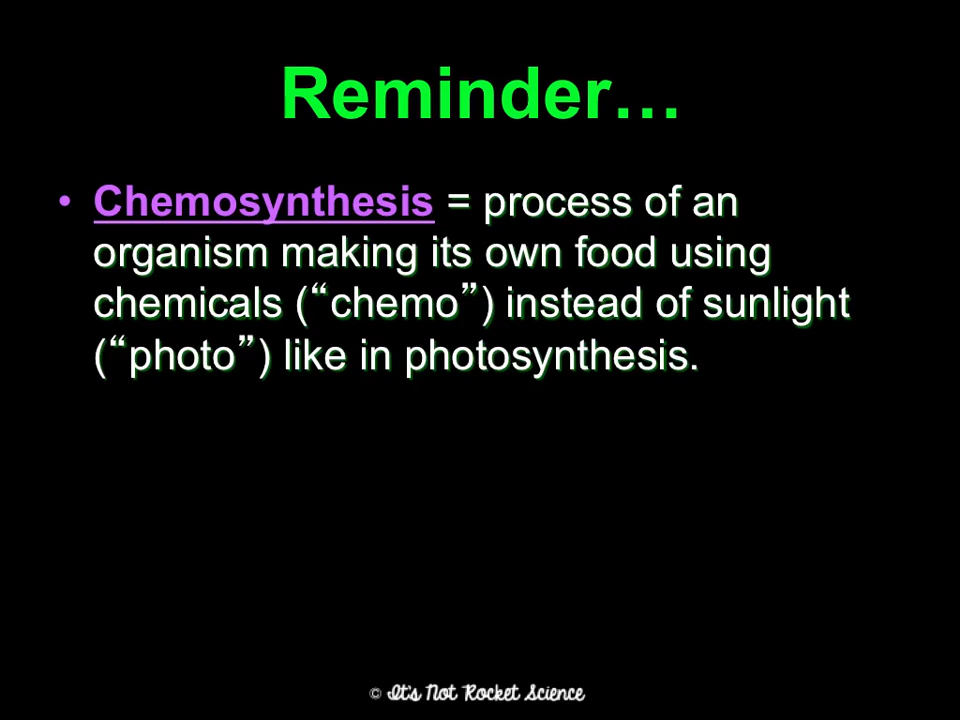 Reminder…
• Chemosynthesis = process of an
organism making its own food using
chemicals (“chemo”) instead of sunlight
(“photo”) like in photosynthesis.
© It's Not Rocket Science